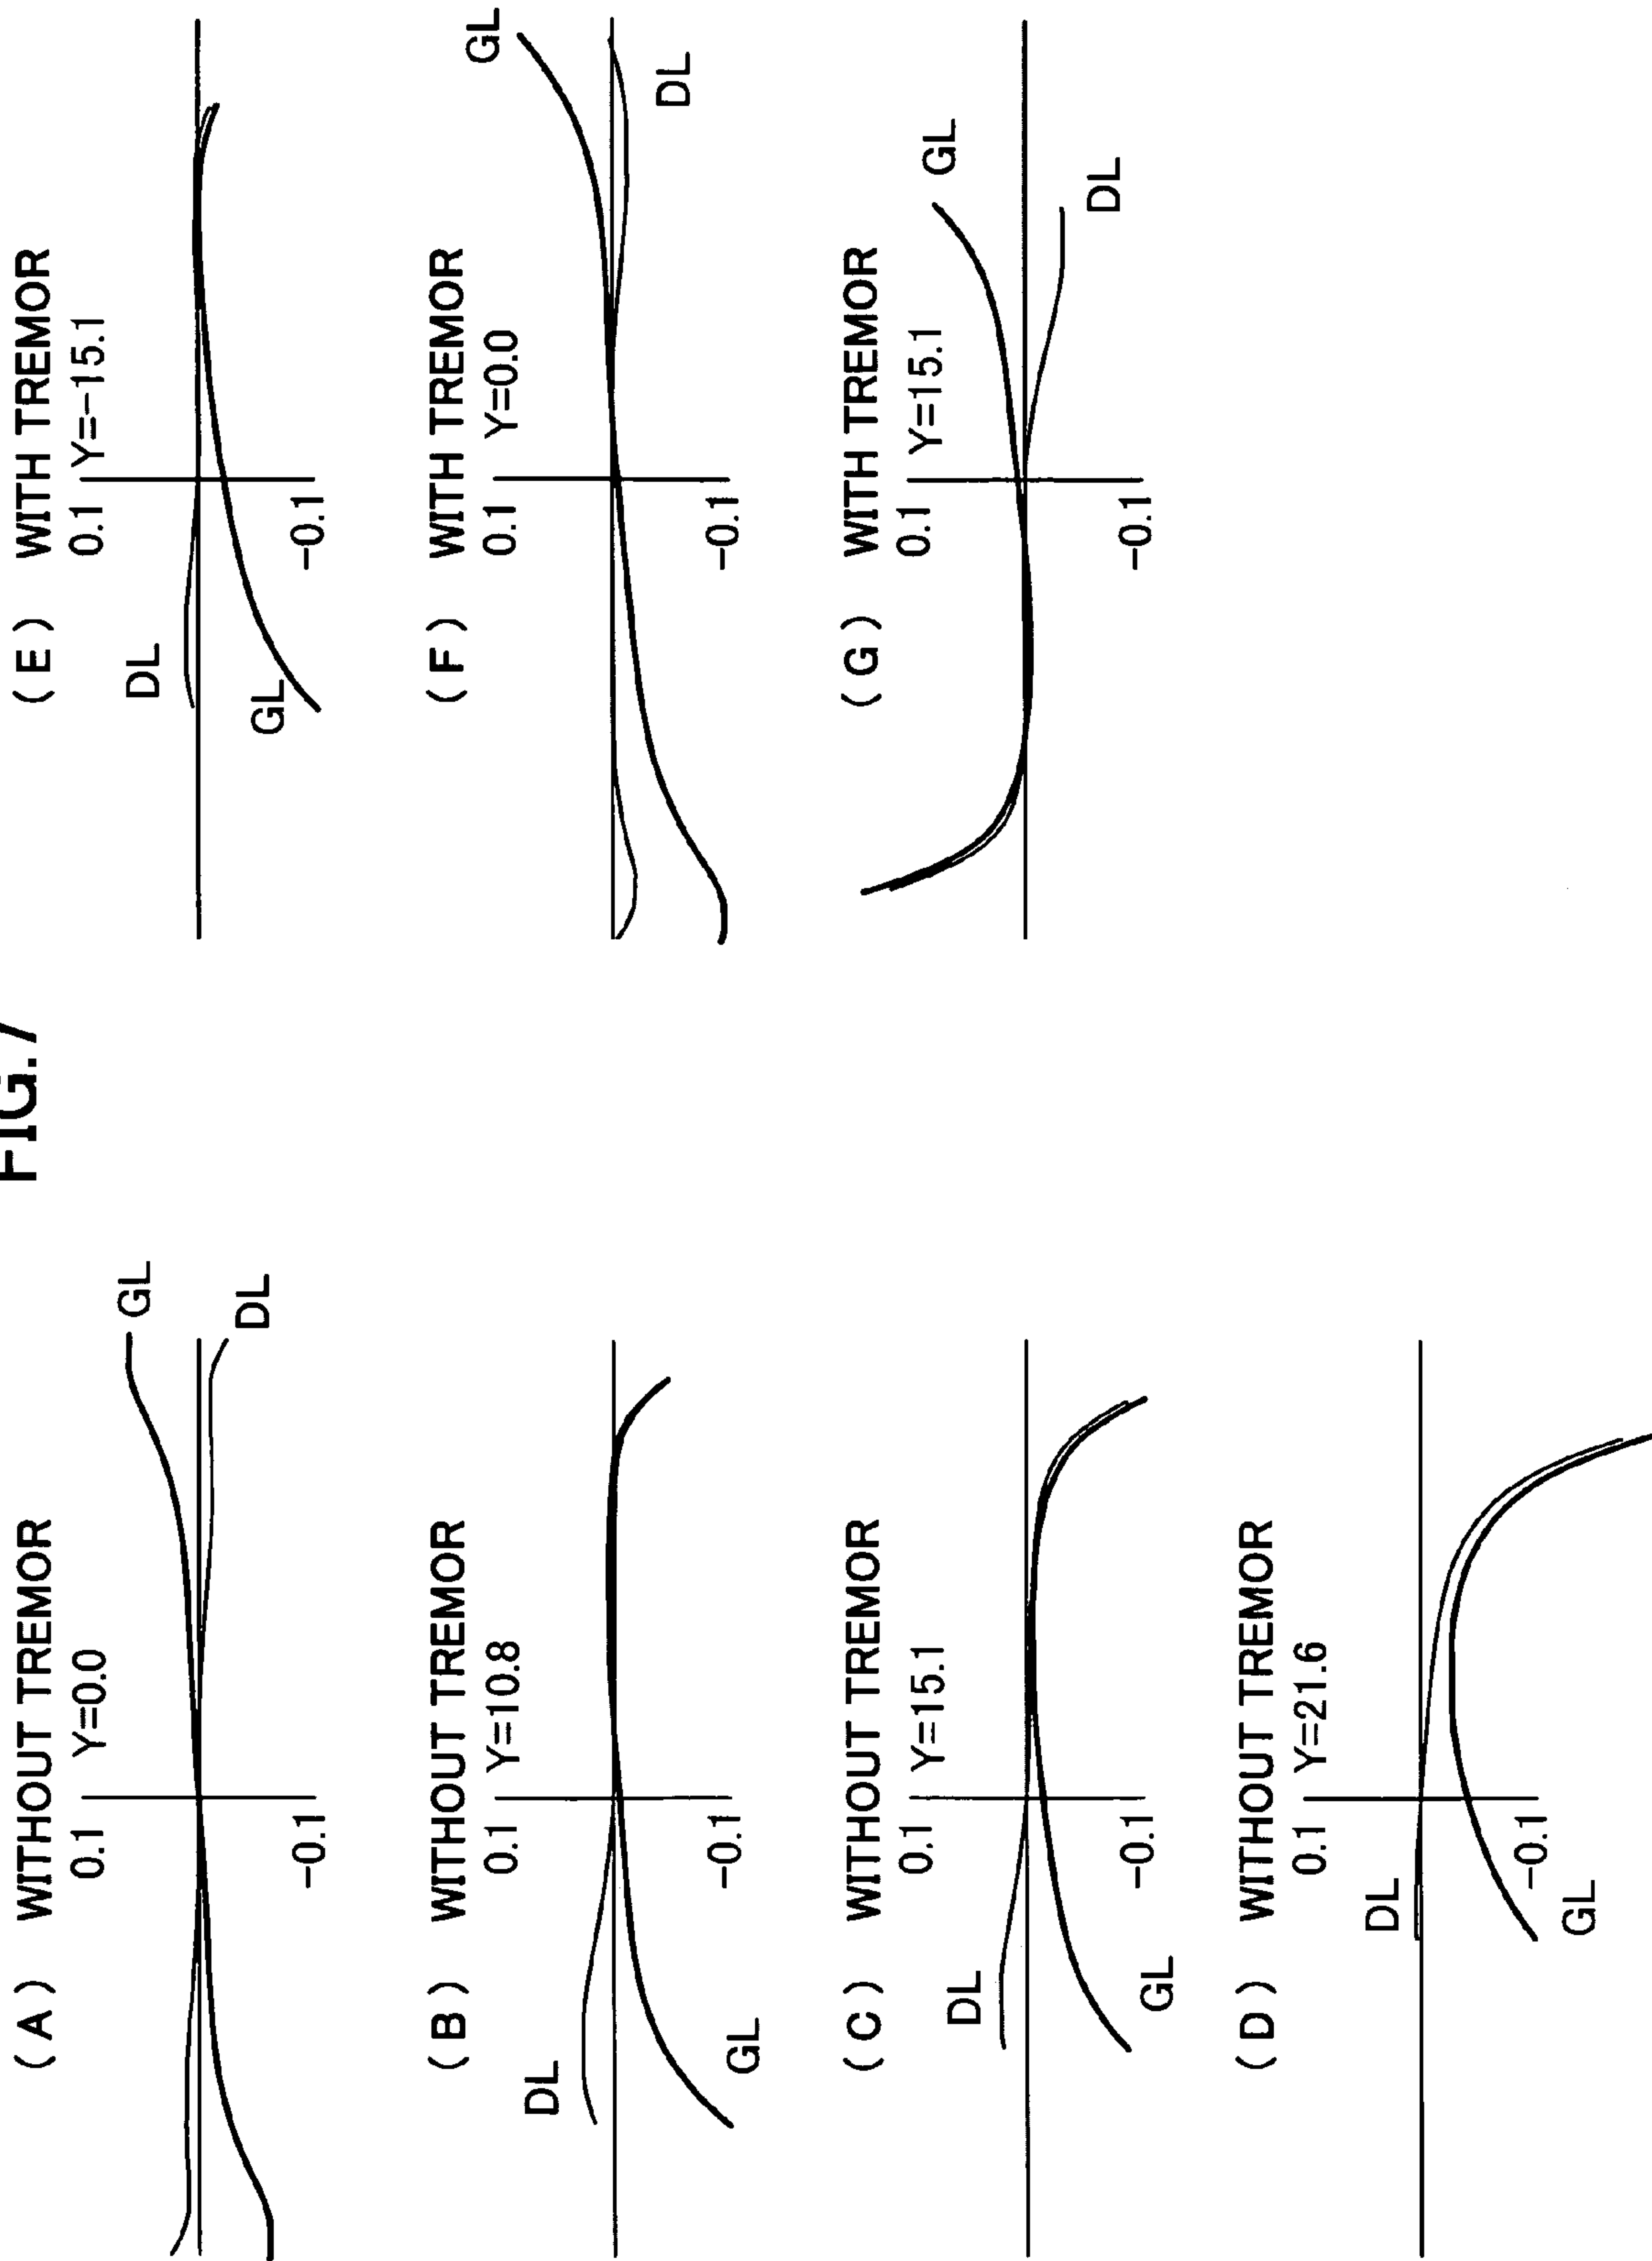 FIG.7
(A) WITHOUT TREMOR
0.1 Y=0.0
GL
DL
-0.1
(B) WITHOUT TREMOR
0.1 Y=10.8
DL
GL
-0.1
(C) WITHOUT TREMOR
0.1 Y=15.1
DL
GL
-0.1
(D) WITHOUT TREMOR
0.1 Y=21.6
DL
-0.1
GL
(E) WITH TREMOR
0.1 Y=-15.1
DL
GL
-0.1
(F) WITH TREMOR
0.1 Y=0.0
GL
DL
-0.1
(G) WITH TREMOR
0.1 Y=15.1
GL
DL
-0.1